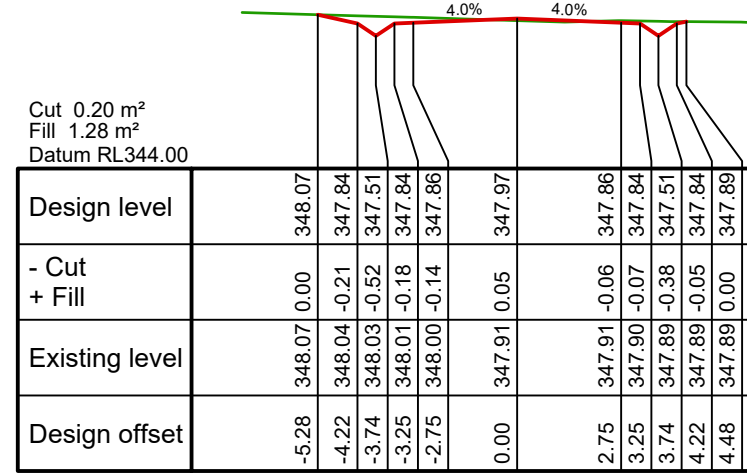 4.0% 4.0%
Cut 0.20 m²
Fill 1.28 m²
Datum RL344.00
Design level 348.07 347.84 347.51 347.84 347.86 347.97 347.86 347.84 347.51 347.84 347.89
- Cut
+ Fill 0.00 -0.21 -0.52 -0.18 -0.14 0.05 -0.06 -0.07 -0.38 -0.05 0.00
Existing level 348.07 348.04 348.03 348.01 348.00 347.91 347.91 347.90 347.89 347.89 347.89
Design offset -5.28 -4.22 -3.74 -3.25 -2.75 0.00 2.75 3.25 3.74 4.22 4.48